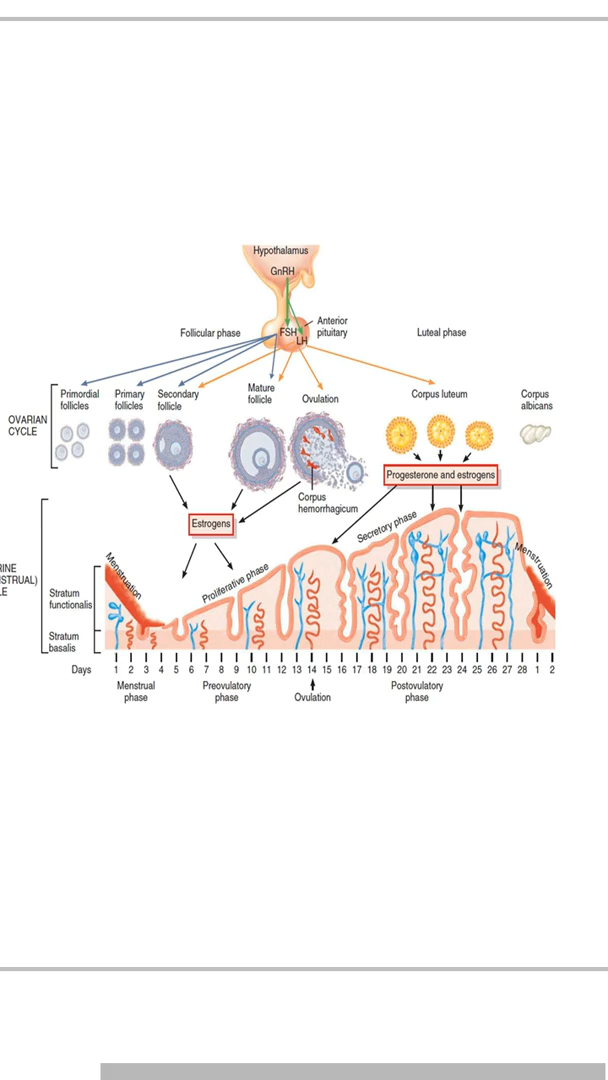 Hypothalamus
GnRH
Anterior
pituitary
FSH
LH
Follicular phase
Luteal phase
Primordial
follicles
Primary
follicles
Secondary
follicle
Mature
follicle
Ovulation
Corpus luteum
Corpus
albicans
OVARIAN
CYCLE
Progesterone and estrogens
Corpus
hemorrhagicum
Estrogens
Secretory phase
Proliferative phase
Menstruation
Menstruation
RINE
NSTRUAL)
LE
Stratum
functionalis
Stratum
basalis
Days 1 2 3 4 5 6 7 8 9 10 11 12 13 14 15 16 17 18 19 20 21 22 23 24 25 26 27 28 1 2
Menstrual
phase
Preovulatory
phase
Ovulation
Postovulatory
phase